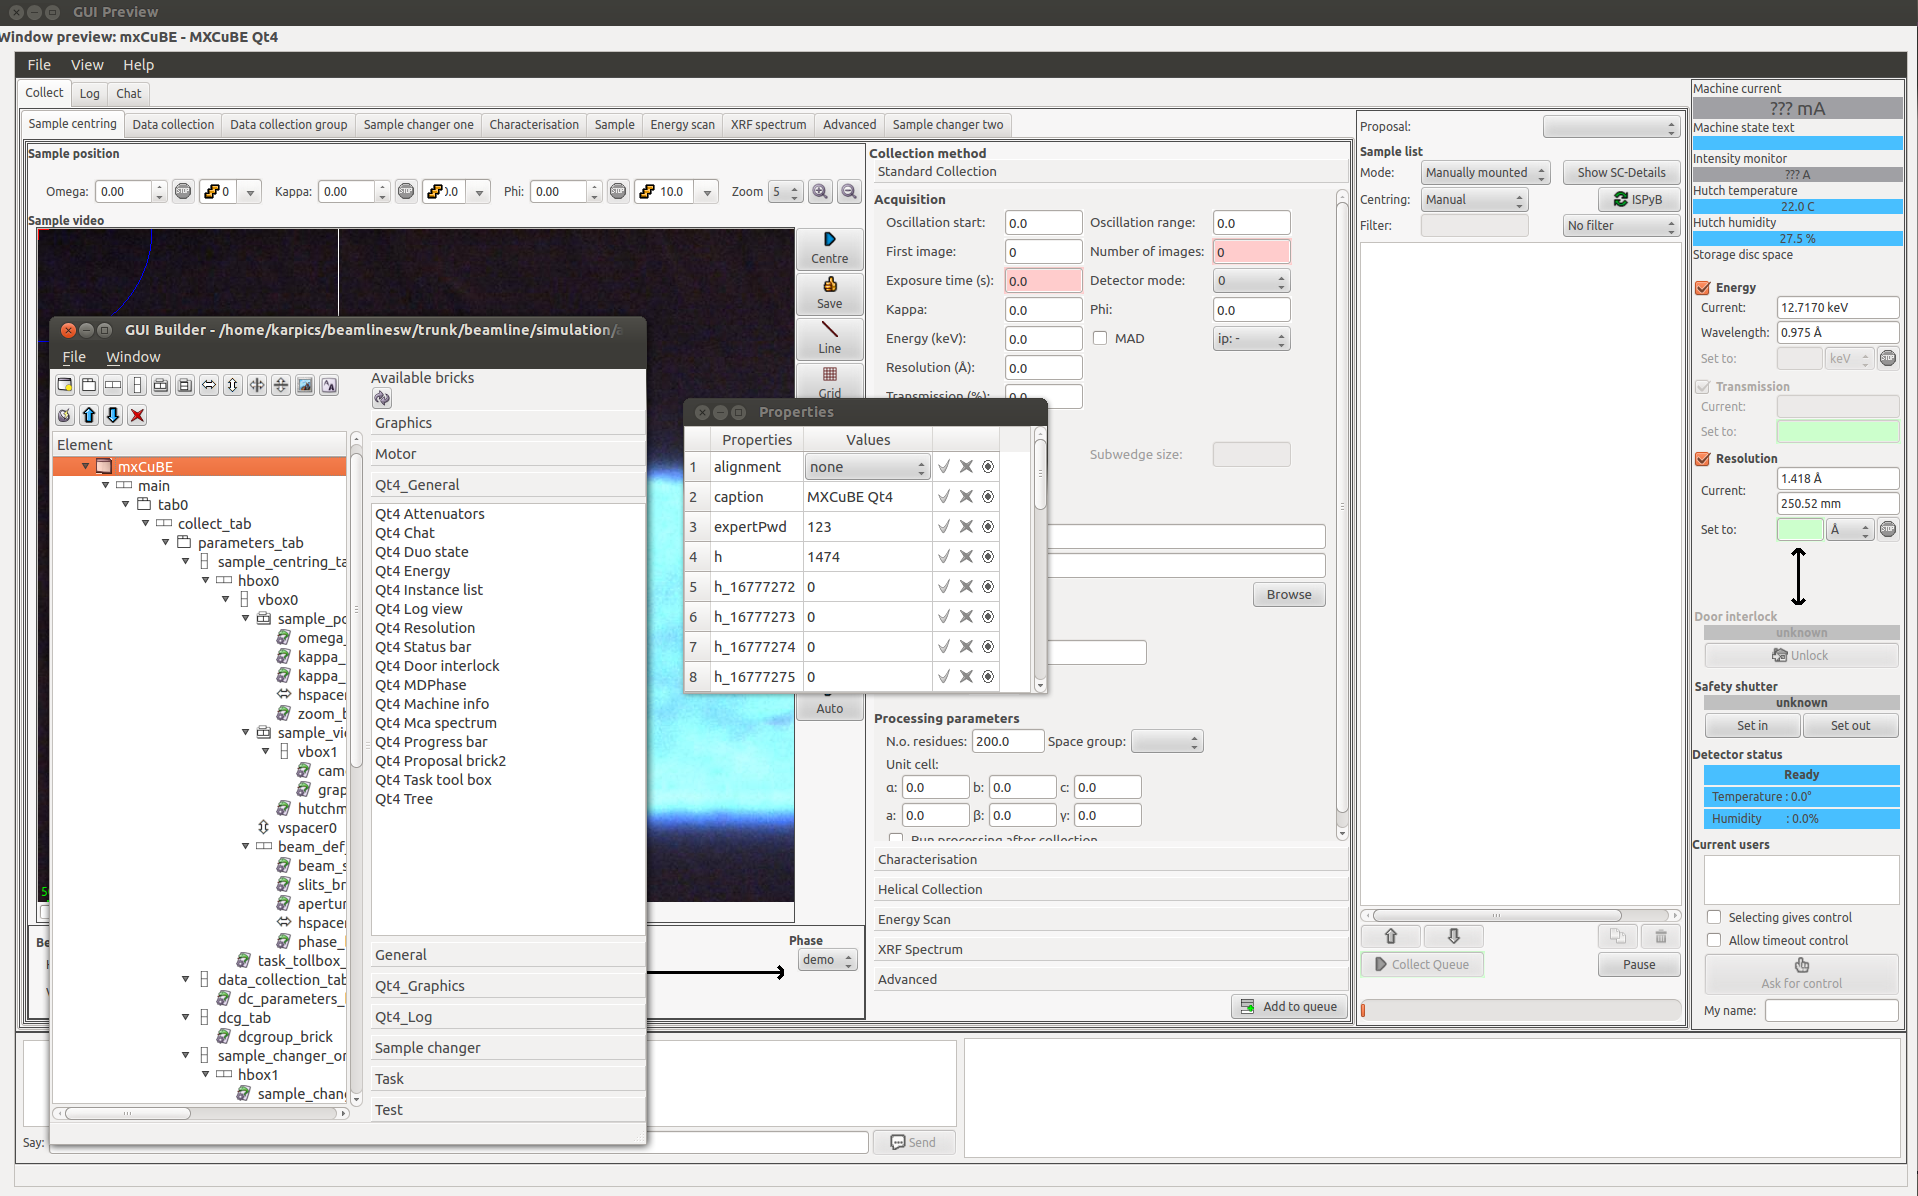 GUI Preview
Window preview: mxCuBE - MXCuBE Qt4
File View Help
Collect Log Chat
Sample centring Data collection Data collection group Sample changer one Characterisation Sample Energy scan XRF spectrum Advanced Sample changer two
Sample position
Omega: 0.00 STOP 0 Kappa: 0.00 STOP Phi: 0.00 STOP 10.0 Zoom 5
Sample video
Centre
Save
Line
Grid
Auto
Phase
demo
Collection method
Standard Collection
Acquisition
Oscillation start: 0.0 Oscillation range: 0.0
First image: 0 Number of images: 0
Exposure time (s): 0.0 Detector mode: 0
Kappa: 0.0 Phi: 0.0
Energy (keV): 0.0 MAD ip: -
Resolution (Å): 0.0
Transmission (%): 0.0
Subwedge size:
Browse
Processing parameters
N.o. residues: 200.0 Space group:
Unit cell:
α: 0.0 b: 0.0 c: 0.0
a: 0.0 β: 0.0 γ: 0.0
Run processing after collection
Characterisation
Helical Collection
Energy Scan
XRF Spectrum
Advanced
Add to queue
Proposal:
Sample list
Mode: Manually mounted Show SC-Details
Centring: Manual ISPyB
Filter: No filter
Collect Queue Pause
Machine current
??? mA
Machine state text
Intensity monitor
??? A
Hutch temperature
22.0 C
Hutch humidity
27.5 %
Storage disc space
Energy
Current: 12.7170 keV
Wavelength: 0.975 Å
Set to: keV STOP
Transmission
Current:
Set to:
Resolution
1.418 Å
Current:
250.52 mm
Set to: Å STOP
Door interlock
unknown
Unlock
Safety shutter
unknown
Set in Set out
Detector status
Ready
Temperature : 0.0°
Humidity : 0.0%
Current users
Selecting gives control
Allow timeout control
Ask for control
My name:
Say: Send
GUI Builder - /home/karpics/beamlinesw/trunk/beamline/simulation/
File Window
Element
mxCuBE
main
tab0
collect_tab
parameters_tab
sample_centring_ta
hbox0
vbox0
sample_po
omega_
kappa_
kappa_
hspacer
zoom_b
sample_vi
vbox1
cam
grap
hutchm
vspacer0
beam_def
beam_s
slits_br
apertur
hspacer
phase_
task_tollbox_
data_collection_tab
dc_parameters_
dcg_tab
dcgroup_brick
sample_changer_or
hbox1
sample_chan
Available bricks
Graphics
Motor
Qt4_General
Qt4 Attenuators
Qt4 Chat
Qt4 Duo state
Qt4 Energy
Qt4 Instance list
Qt4 Log view
Qt4 Resolution
Qt4 Status bar
Qt4 Door interlock
Qt4 MDPhase
Qt4 Machine info
Qt4 Mca spectrum
Qt4 Progress bar
Qt4 Proposal brick2
Qt4 Task tool box
Qt4 Tree
General
Qt4_Graphics
Qt4_Log
Sample changer
Task
Test
Properties
Properties Values
1 alignment none
2 caption MXCuBE Qt4
3 expertPwd 123
4 h 1474
5 h_16777272 0
6 h_16777273 0
7 h_16777274 0
8 h_16777275 0